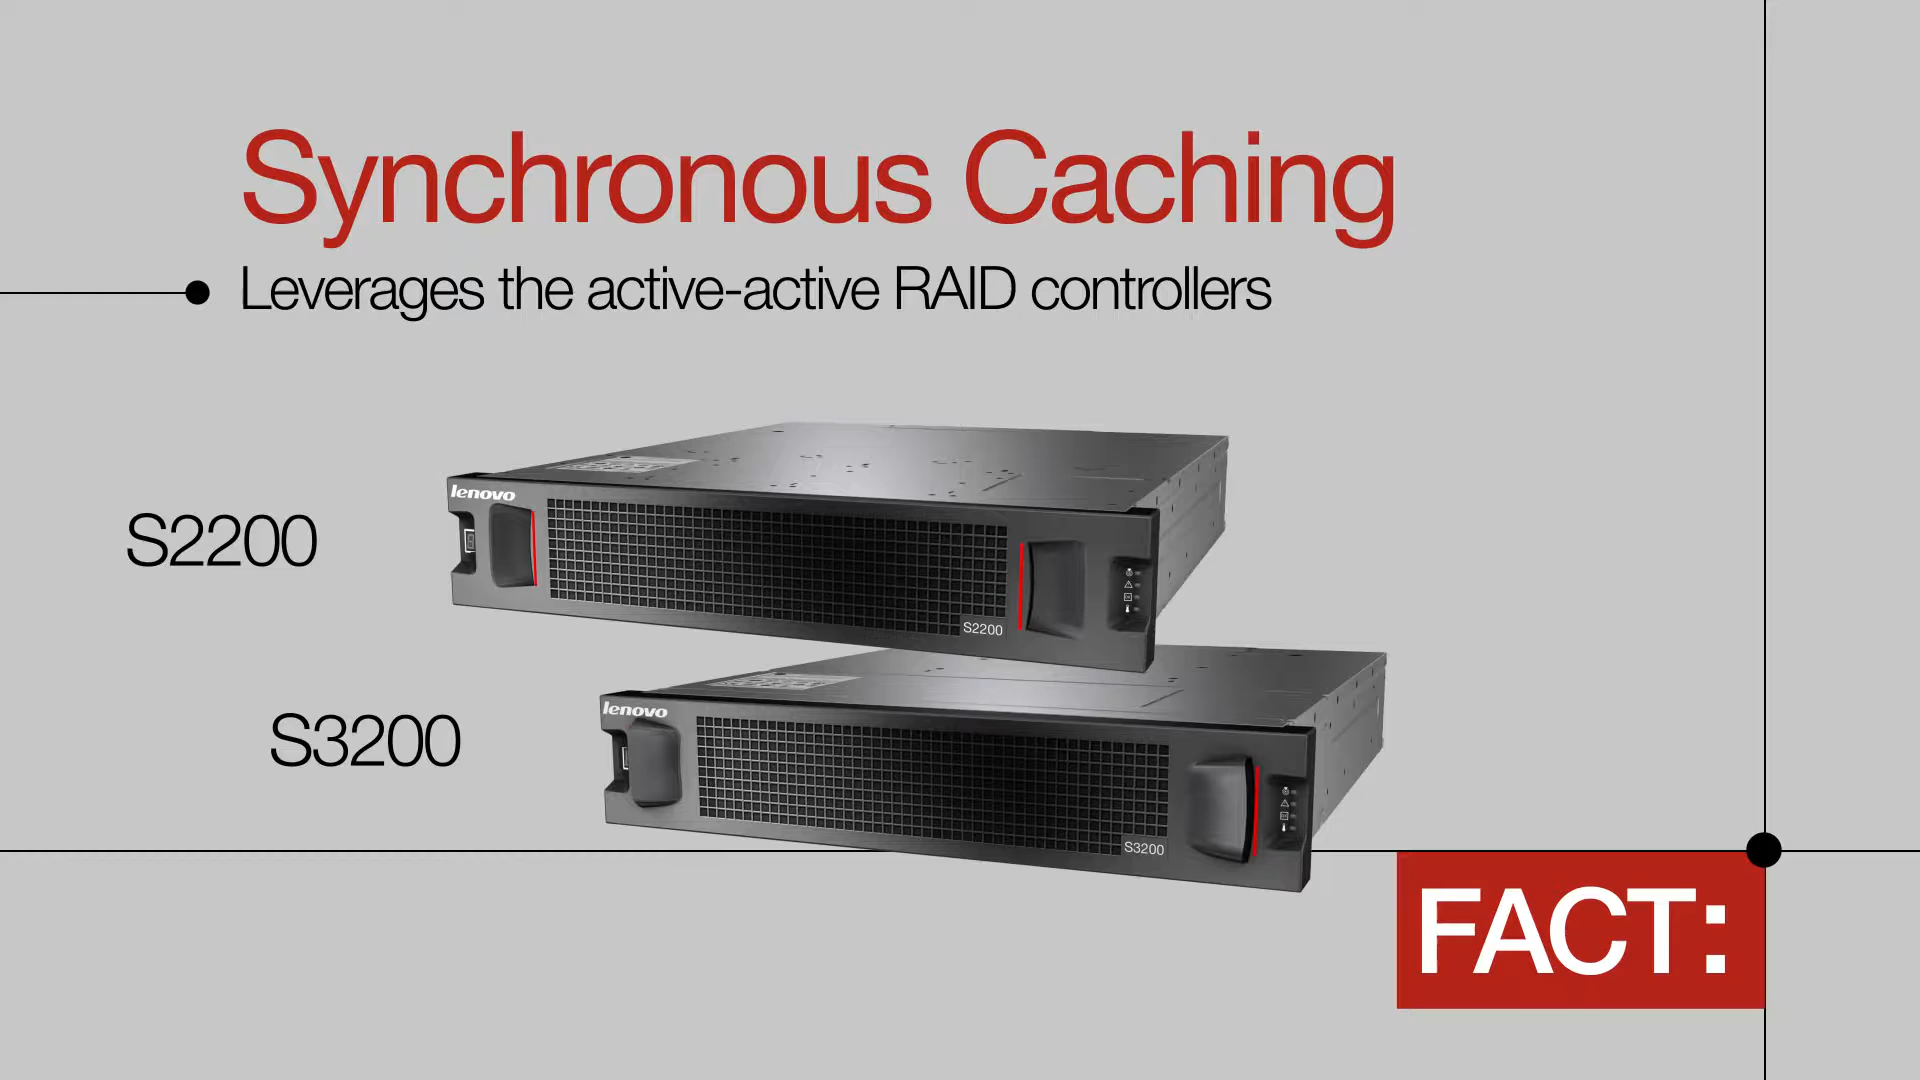 Synchronous Caching
Leverages the active-active RAID controllers
S2200
lenovo
S2200
S3200
lenovo
S3200
FACT: